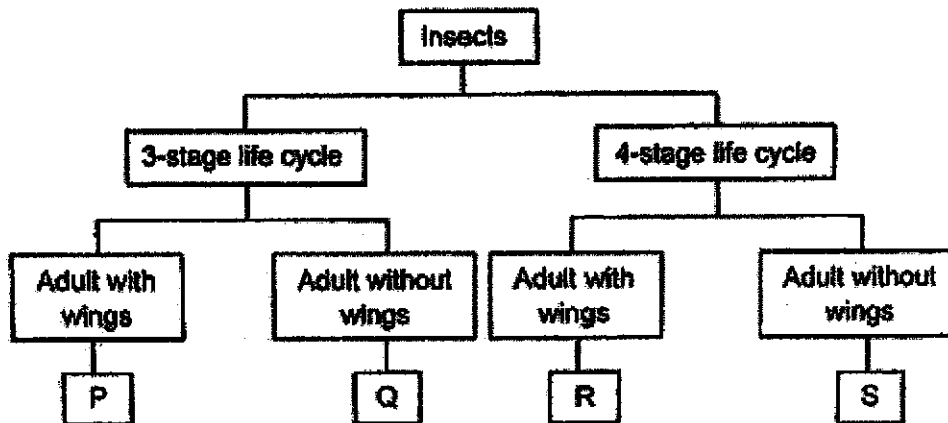 Insects
3-stage life cycle
4-stage life cycle
Adult with
wings
Adult without
wings
Adult with
wings
Adult without
wings
P
Q
R
S